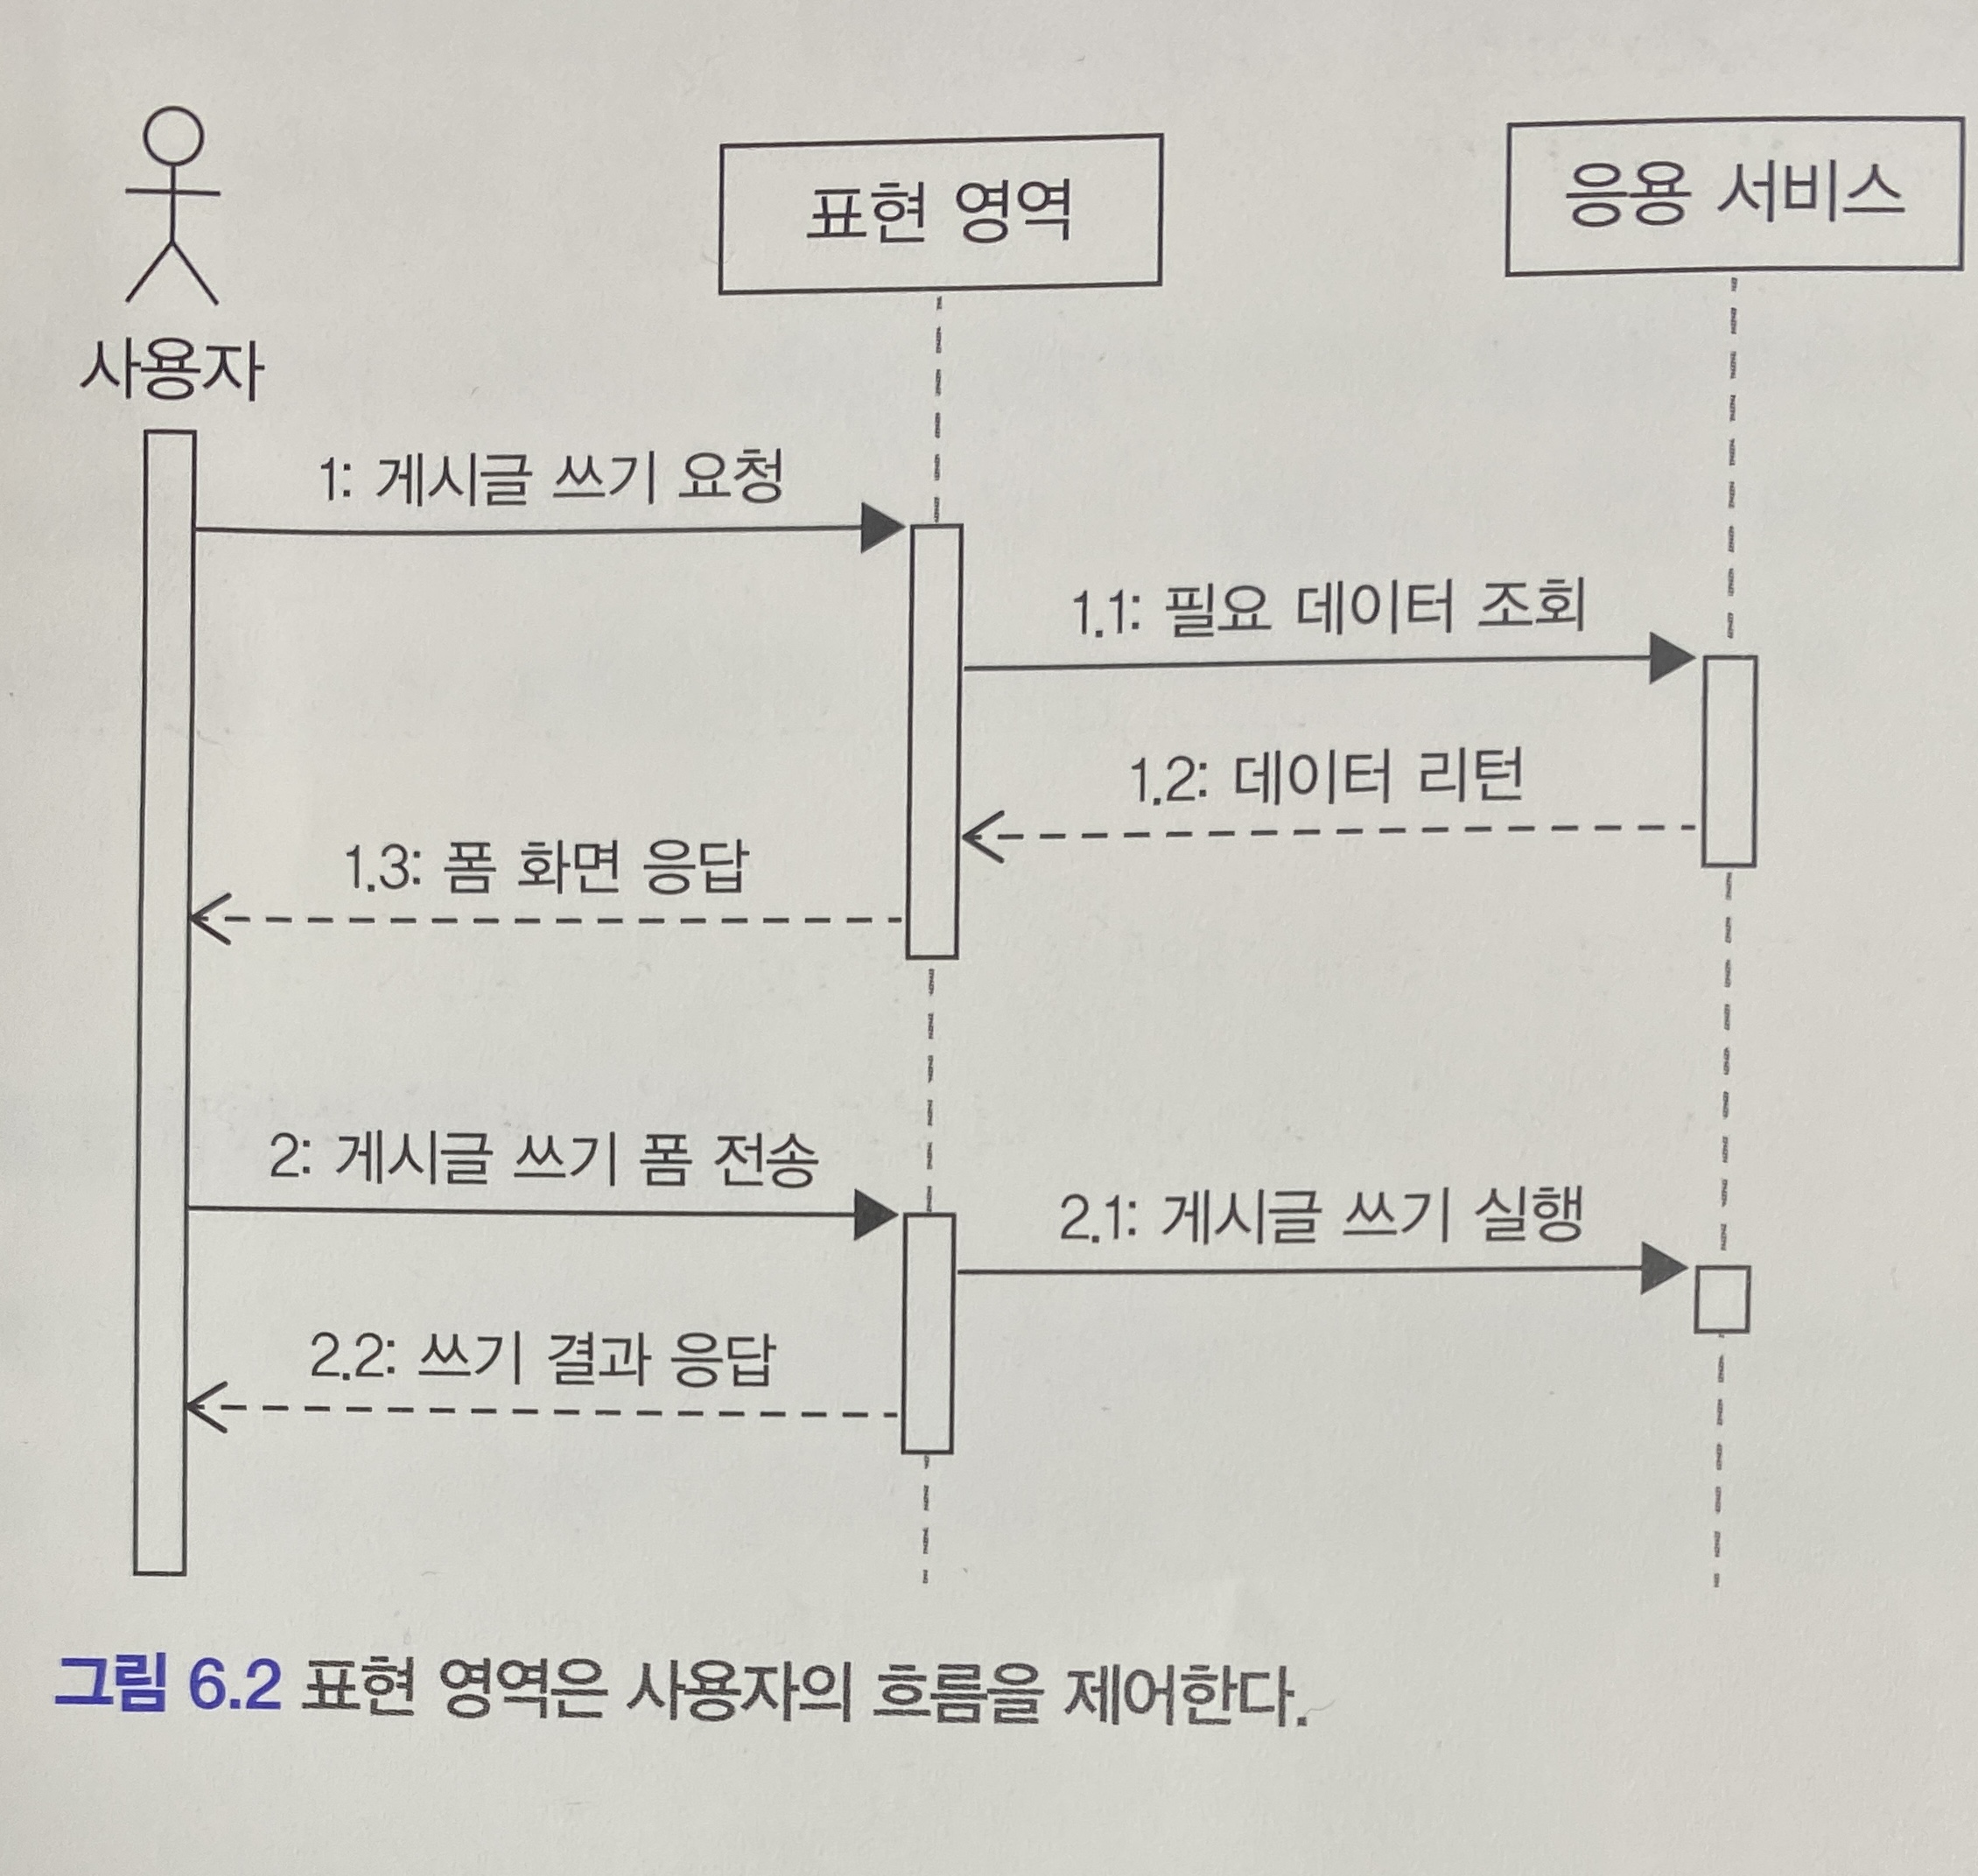 표현 영역
응용 서비스
사용자
1: 게시글 쓰기 요청
1.1: 필요 데이터 조회
1.2: 데이터 리턴
1.3: 폼 화면 응답
2: 게시글 쓰기 폼 전송
2.1: 게시글 쓰기 실행
2.2: 쓰기 결과 응답
그림 6.2 표현 영역은 사용자의 흐름을 제어한다.